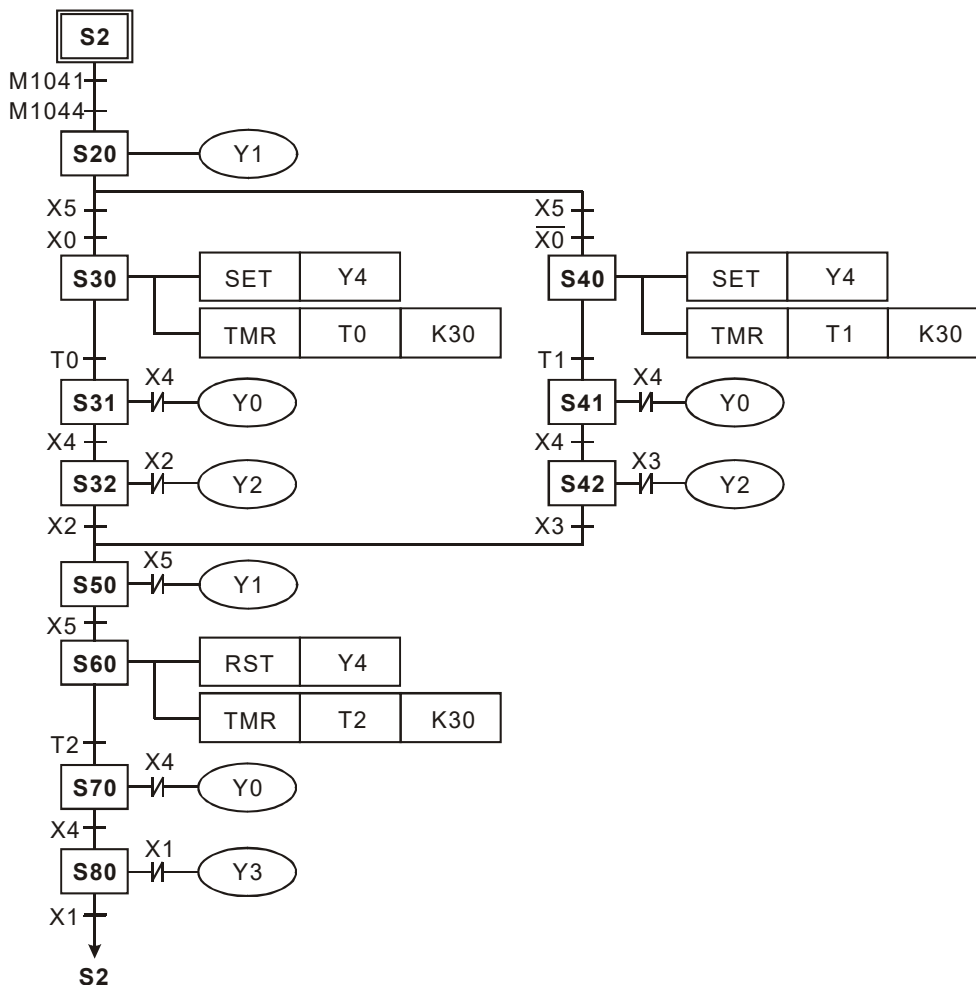 S2
M1041
M1044
S20 Y1
X5 X5
X0 X̅0̅
S30 SET Y4 S40 SET Y4
TMR T0 K30 TMR T1 K30
T0 T1
X4 X4
S31 Y0 S41 Y0
X4 X4
X2 X3
S32 Y2 S42 Y2
X2 X3
X5
S50 Y1
X5
S60 RST Y4
TMR T2 K30
T2
X4
S70 Y0
X4
X1
S80 Y3
X1
S2